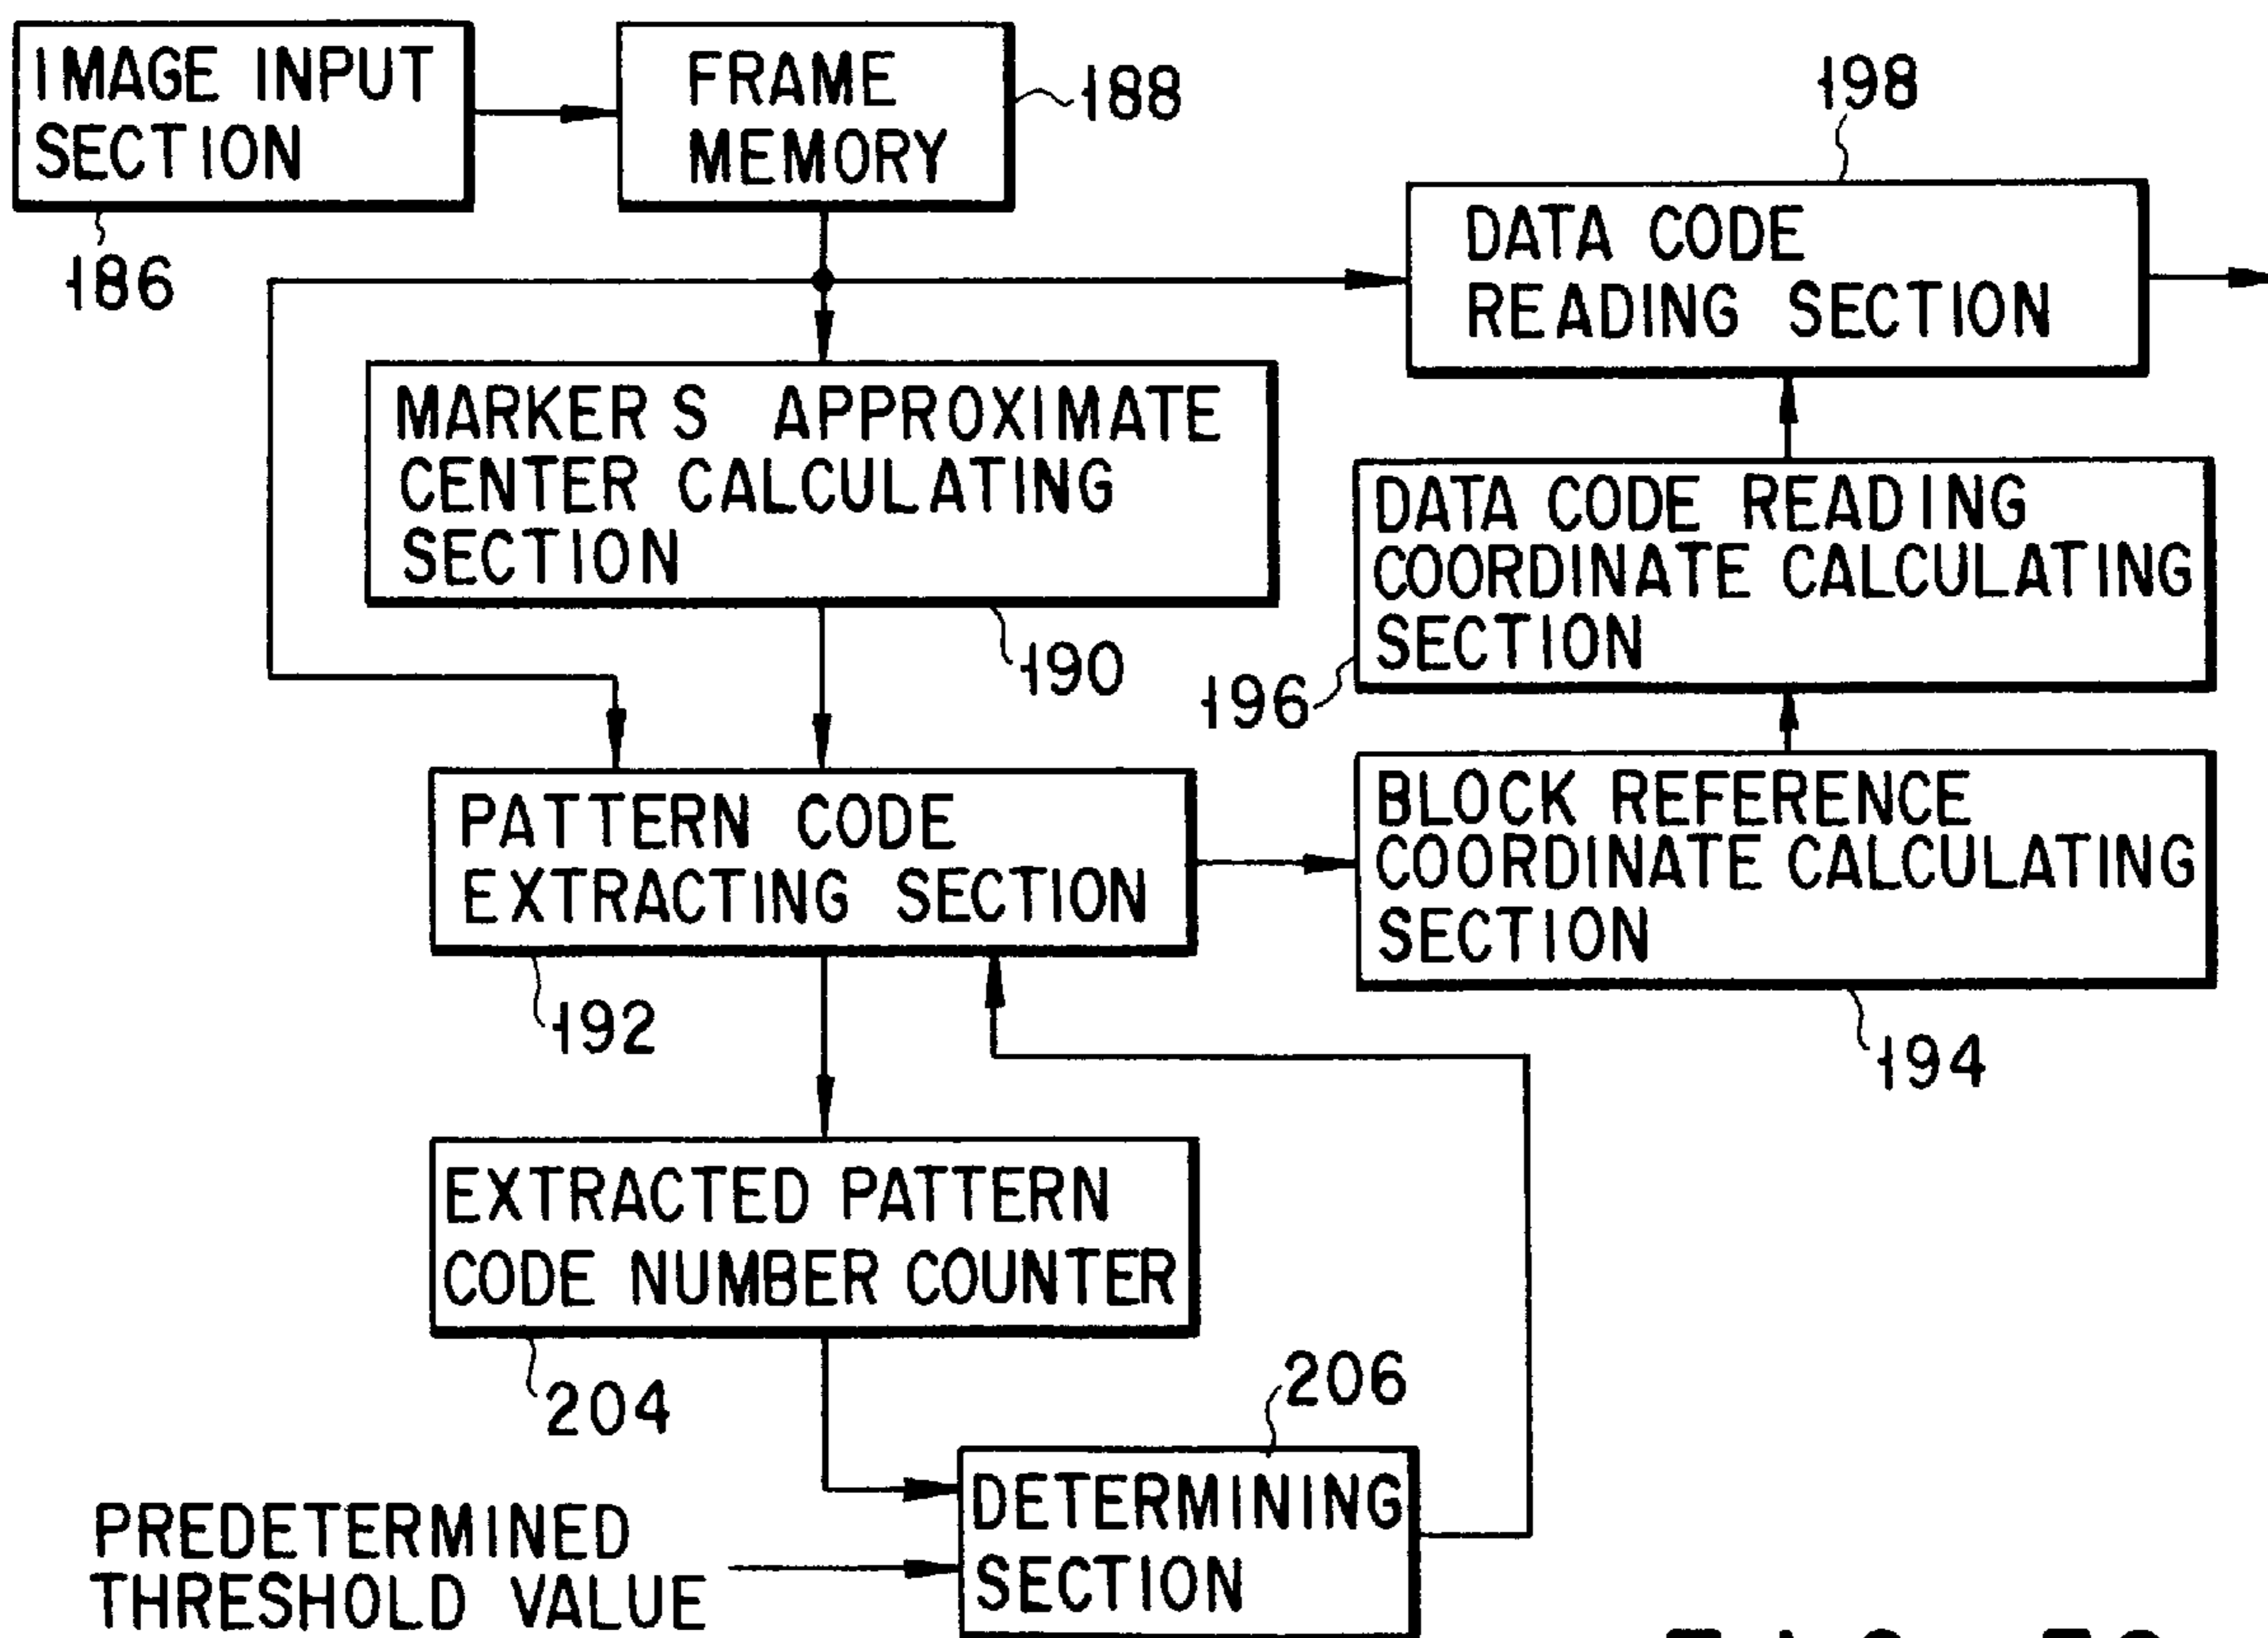 IMAGE INPUT
SECTION
186
FRAME
MEMORY
188
198
DATA CODE
READING SECTION
MARKER S APPROXIMATE
CENTER CALCULATING
SECTION
190
DATA CODE READING
COORDINATE CALCULATING
SECTION
196
PATTERN CODE
EXTRACTING SECTION
192
BLOCK REFERENCE
COORDINATE CALCULATING
SECTION
194
EXTRACTED PATTERN
CODE NUMBER COUNTER
204
206
DETERMINING
SECTION
PREDETERMINED
THRESHOLD VALUE